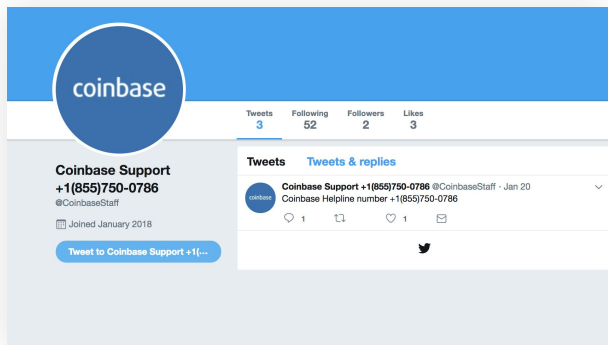 coinbase
Tweets Following Followers Likes
3 52 2 3
Coinbase Support
+1(855)750-0786
@CoinbaseStaff
Joined January 2018
Tweet to Coinbase Support +1(...
Tweets Tweets & replies
coinbase
Coinbase Support +1(855)750-0786 @CoinbaseStaff · Jan 20
Coinbase Helpline number +1(855)750-0786
1 1